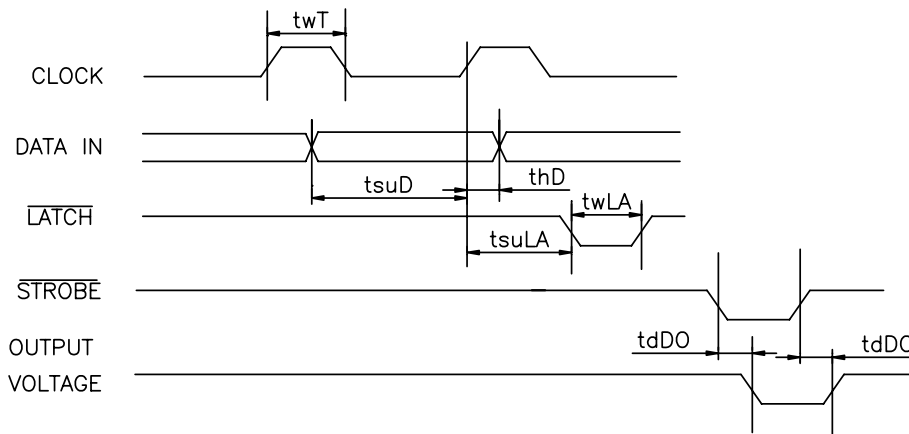 twT
CLOCK
DATA IN
tsuD
thD
twLA
LATCH
tsuLA
STROBE
OUTPUT
VOLTAGE
tdDO
tdDO